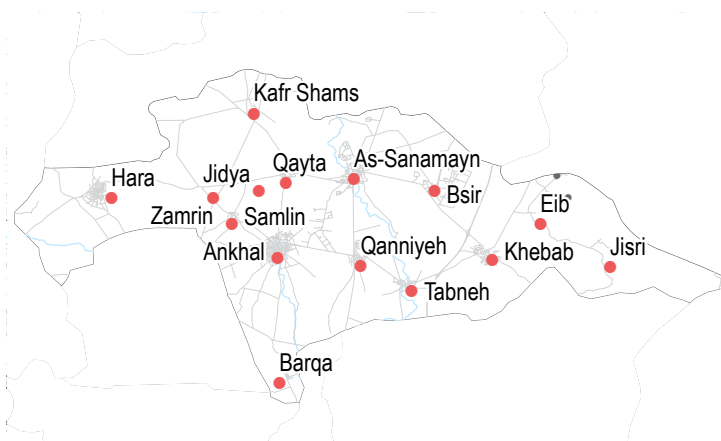 Kafr Shams
Hara
Jidya
Qayta
As-Sanamayn
Bsir
Eib
Zamrin
Samlin
Ankhal
Qanniyeh
Khebab
Jisri
Tabneh
Barqa